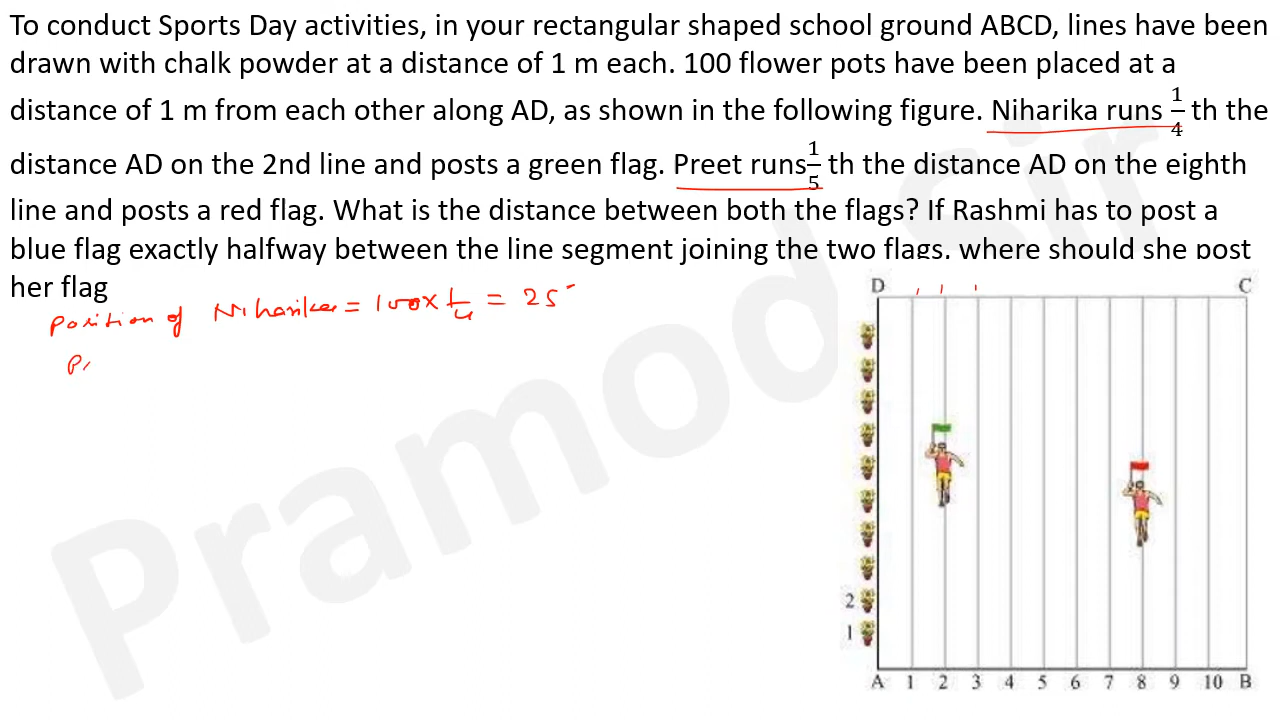 To conduct Sports Day activities, in your rectangular shaped school ground ABCD, lines have been
drawn with chalk powder at a distance of 1 m each. 100 flower pots have been placed at a
distance of 1 m from each other along AD, as shown in the following figure. Niharika runs 1/4 th the
distance AD on the 2nd line and posts a green flag. Preet runs 1/5 th the distance AD on the eighth
line and posts a red flag. What is the distance between both the flags? If Rashmi has to post a
blue flag exactly halfway between the line segment joining the two flags, where should she post
her flag
Position of Niharika = 100 × 1/4 = 25
D C
2
1
A 1 2 3 4 5 6 7 8 9 10 B
Pramod Sir